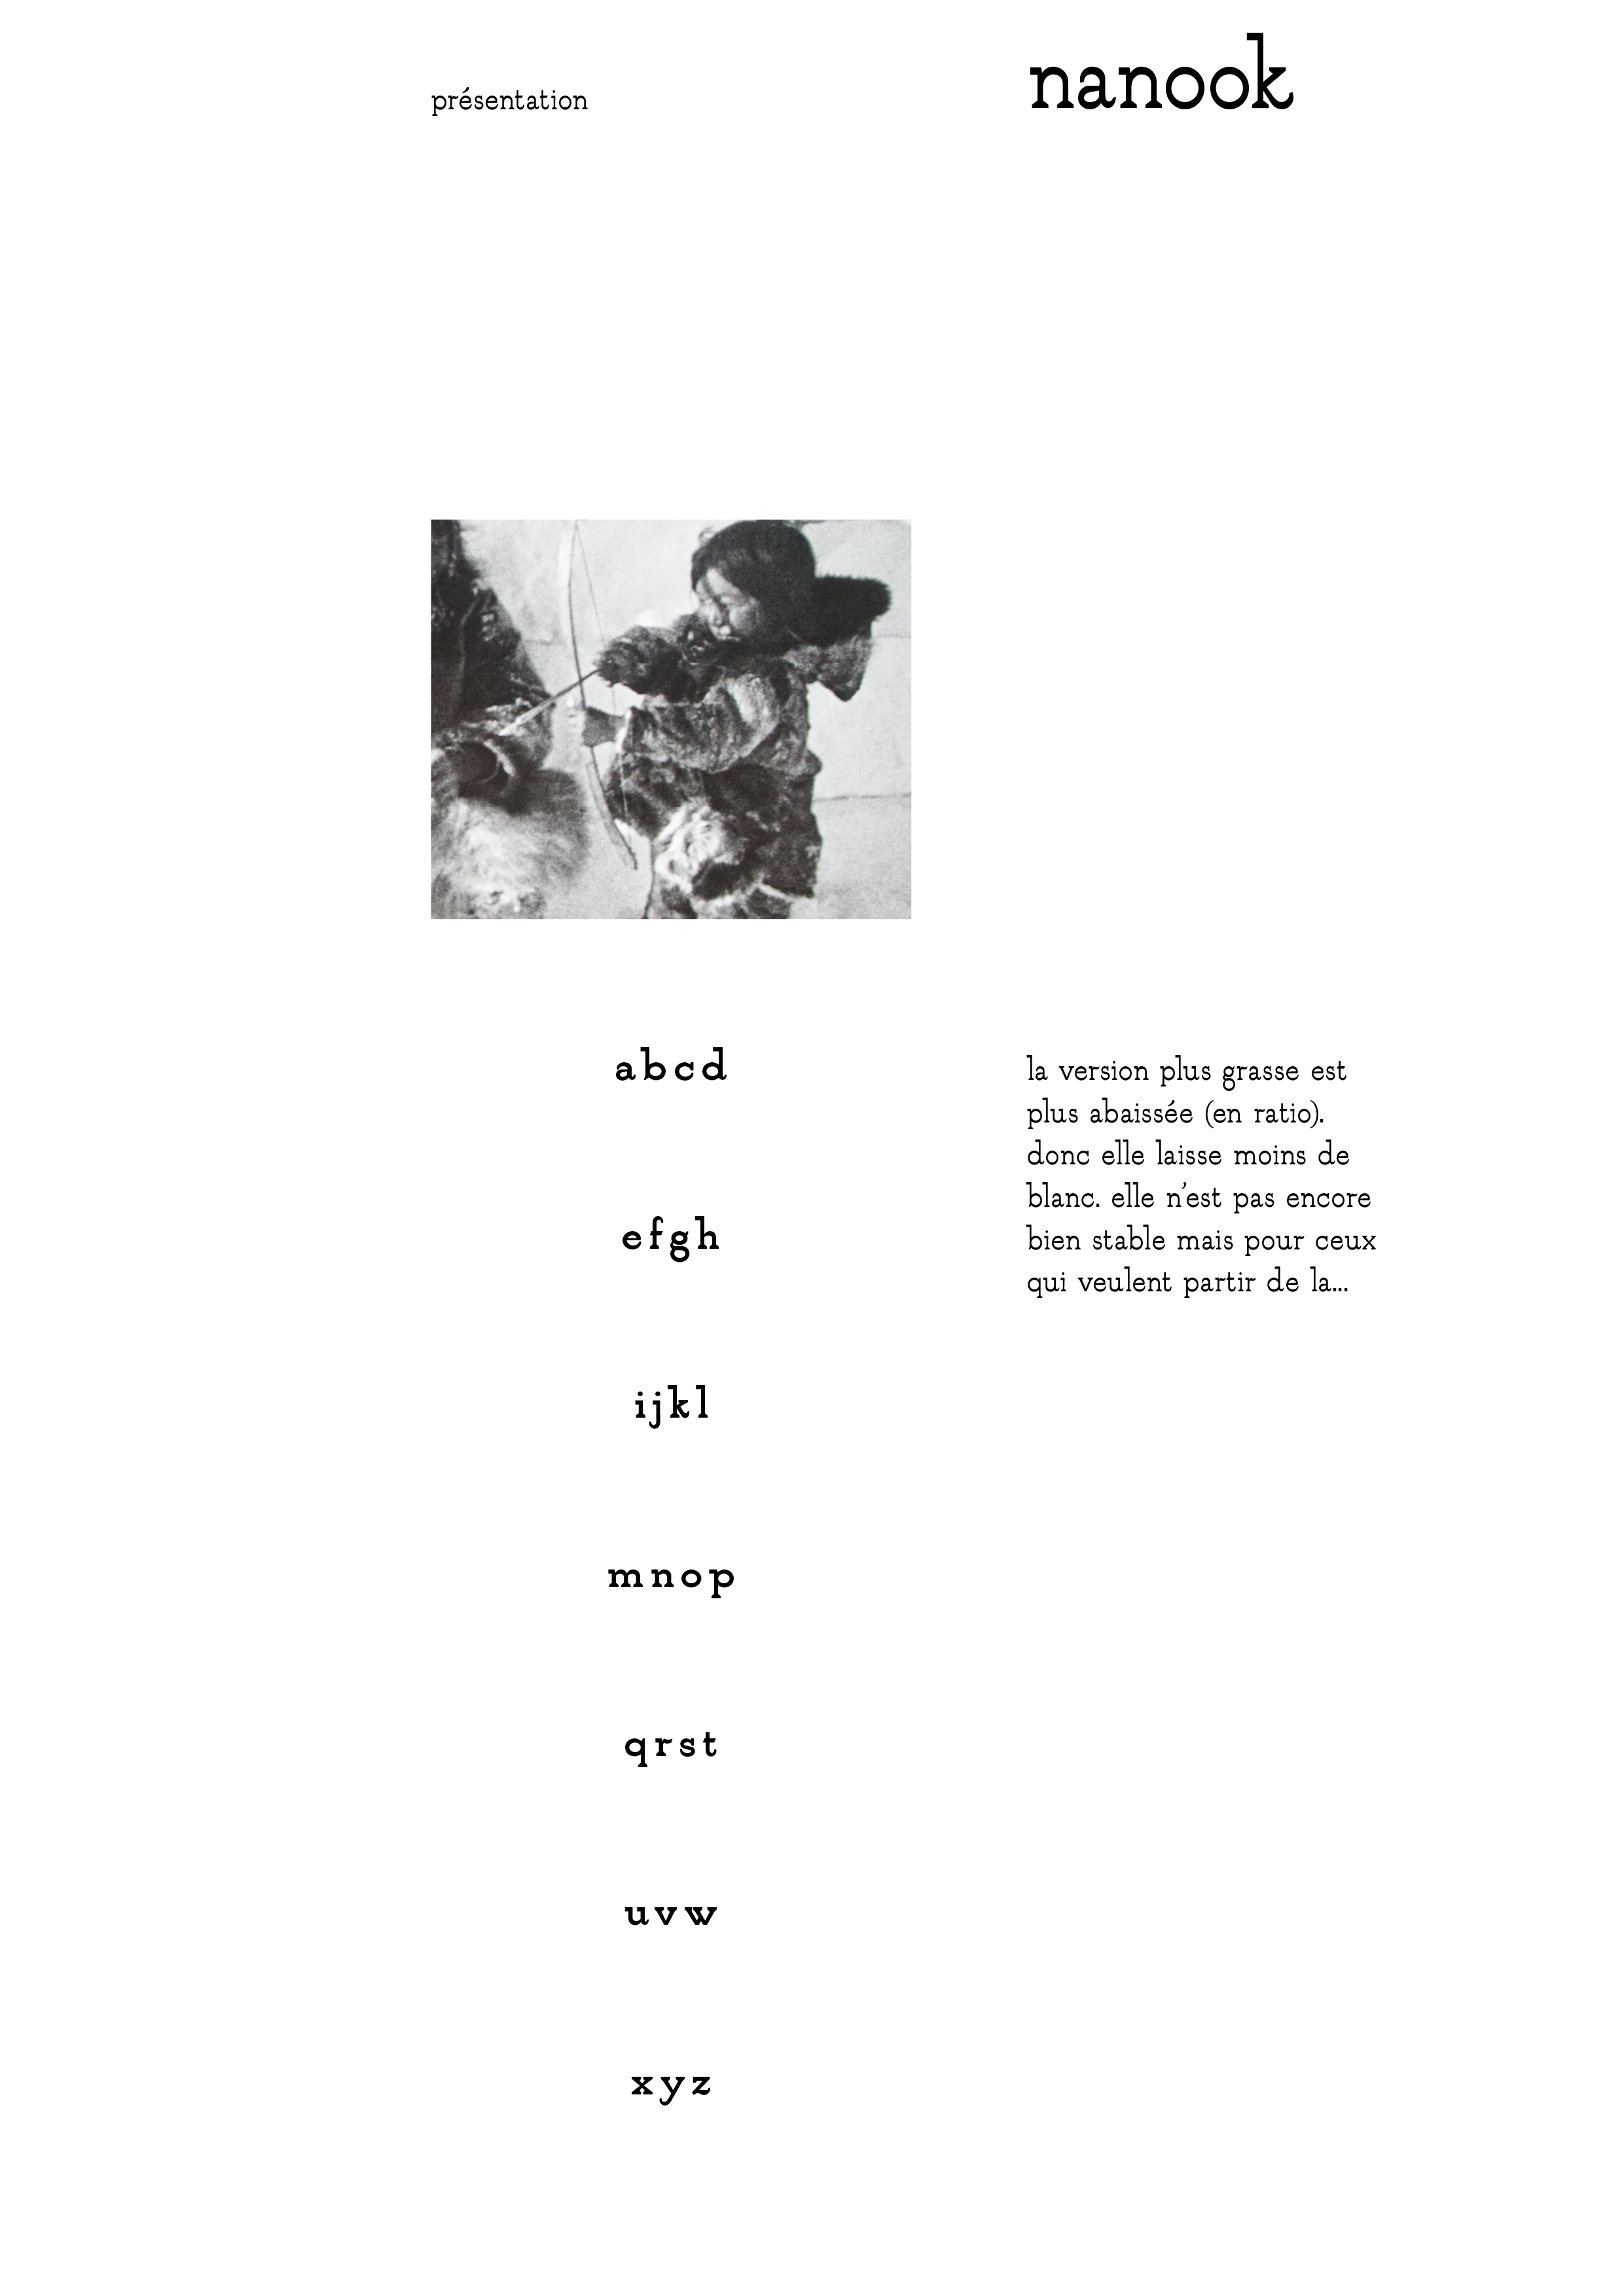 présentation
nanook
abcd
efgh
ijkl
mnop
qrst
uvw
xyz
la version plus grasse est
plus abaissée (en ratio).
donc elle laisse moins de
blanc. elle n’est pas encore
bien stable mais pour ceux
qui veulent partir de la...